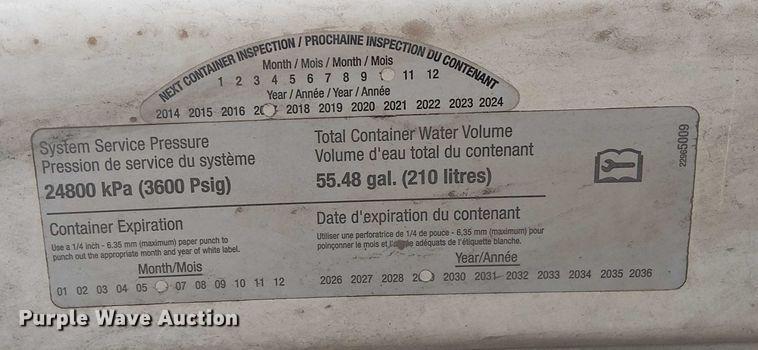 NEXT CONTAINER INSPECTION / PROCHAINE INSPECTION DU CONTENANT
Month / Mois / Month / Mois
1 2 3 4 5 6 7 8 9 11 12
Year / Année / Year / Année
2014 2015 2016 2018 2019 2020 2021 2022 2023 2024
System Service Pressure
Pression de service du système
24800 kPa (3600 Psig)
Total Container Water Volume
Volume d'eau total du contenant
55.48 gal. (210 litres)
22965009
Container Expiration
Use a 1/4 inch - 6.35 mm (maximum) paper punch to
punch out the appropriate month and year of white label.
Month/Mois
01 02 03 04 05 07 08 09 10 11 12
Date d'expiration du contenant
Utiliser une perforatrice de 1/4 de pouce - 6.35 mm (maximum) pour
poinçonner le mois et adéquats de l'étiquette blanche.
Year/Année
2026 2027 2028 2030 2031 2032 2033 2034 2035 2036
Purple Wave Auction